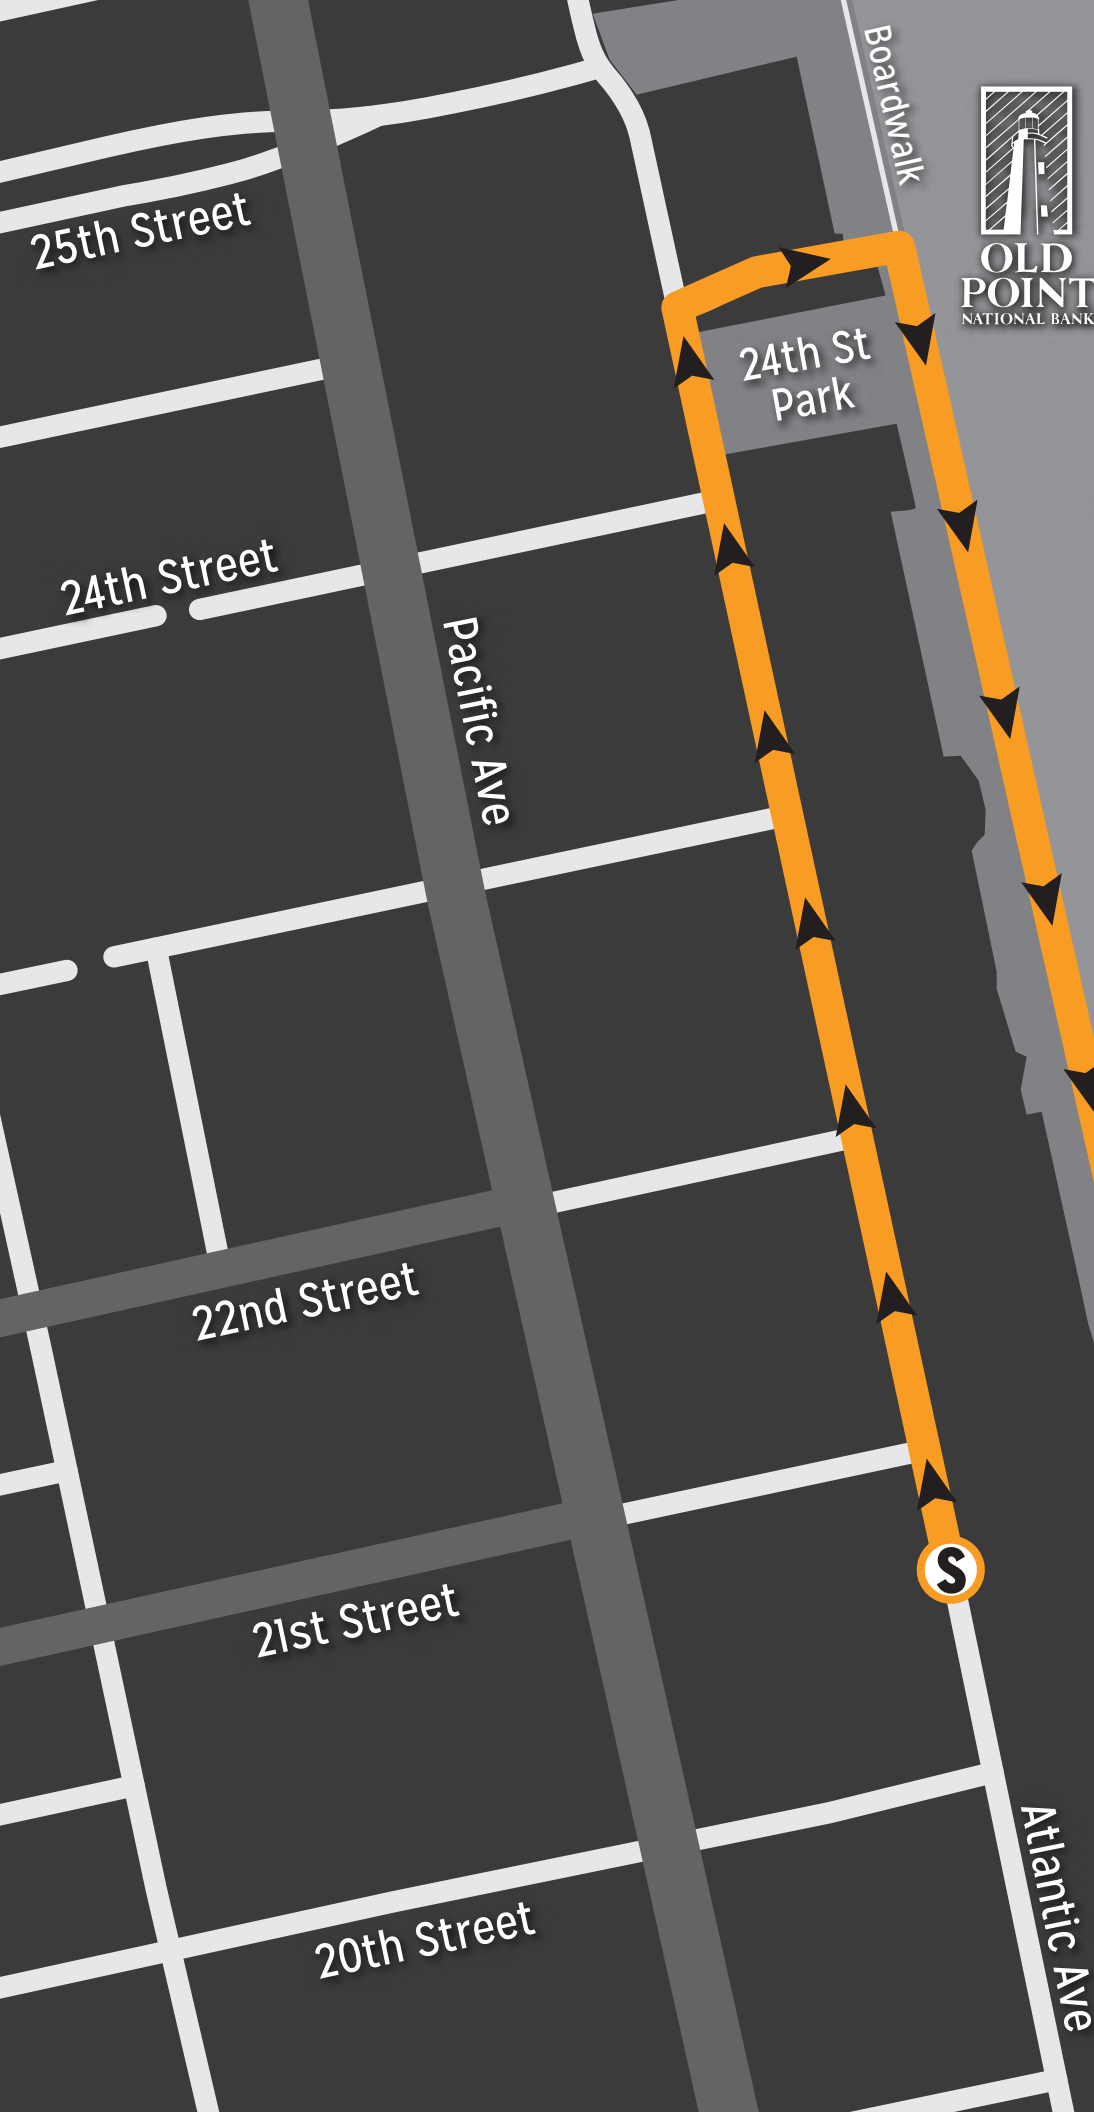 Boardwalk
OLD
POINT
NATIONAL BANK
25th Street
24th St
Park
24th Street
Pacific Ave
22nd Street
S
21st Street
Atlantic Ave
20th Street